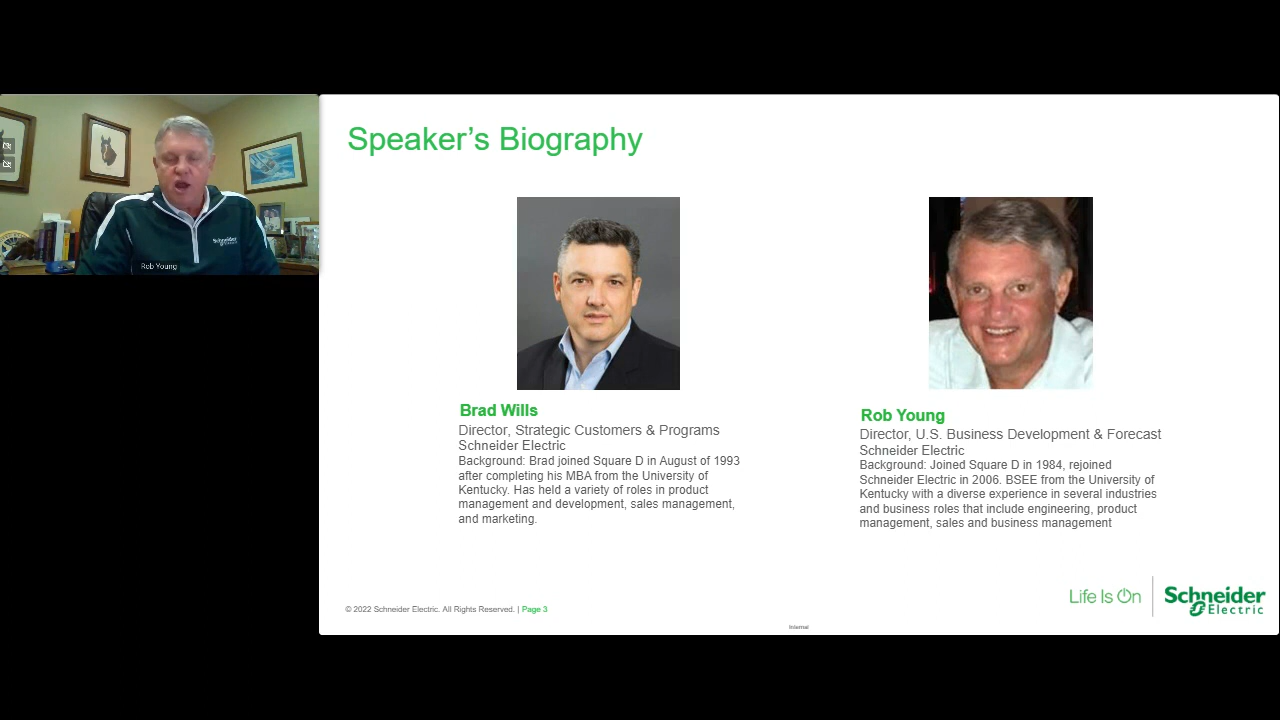 Schneider
Electric
Rob Young
Speaker’s Biography
Brad Wills
Director, Strategic Customers & Programs
Schneider Electric
Background: Brad joined Square D in August of 1993
after completing his MBA from the University of
Kentucky. Has held a variety of roles in product
management and development, sales management,
and marketing.
Rob Young
Director, U.S. Business Development & Forecast
Schneider Electric
Background: Joined Square D in 1984, rejoined
Schneider Electric in 2006. BSEE from the University of
Kentucky with a diverse experience in several industries
and business roles that include engineering, product
management, sales and business management
© 2022 Schneider Electric. All Rights Reserved. | Page 3
Life Is On
Schneider
Electric
Internal